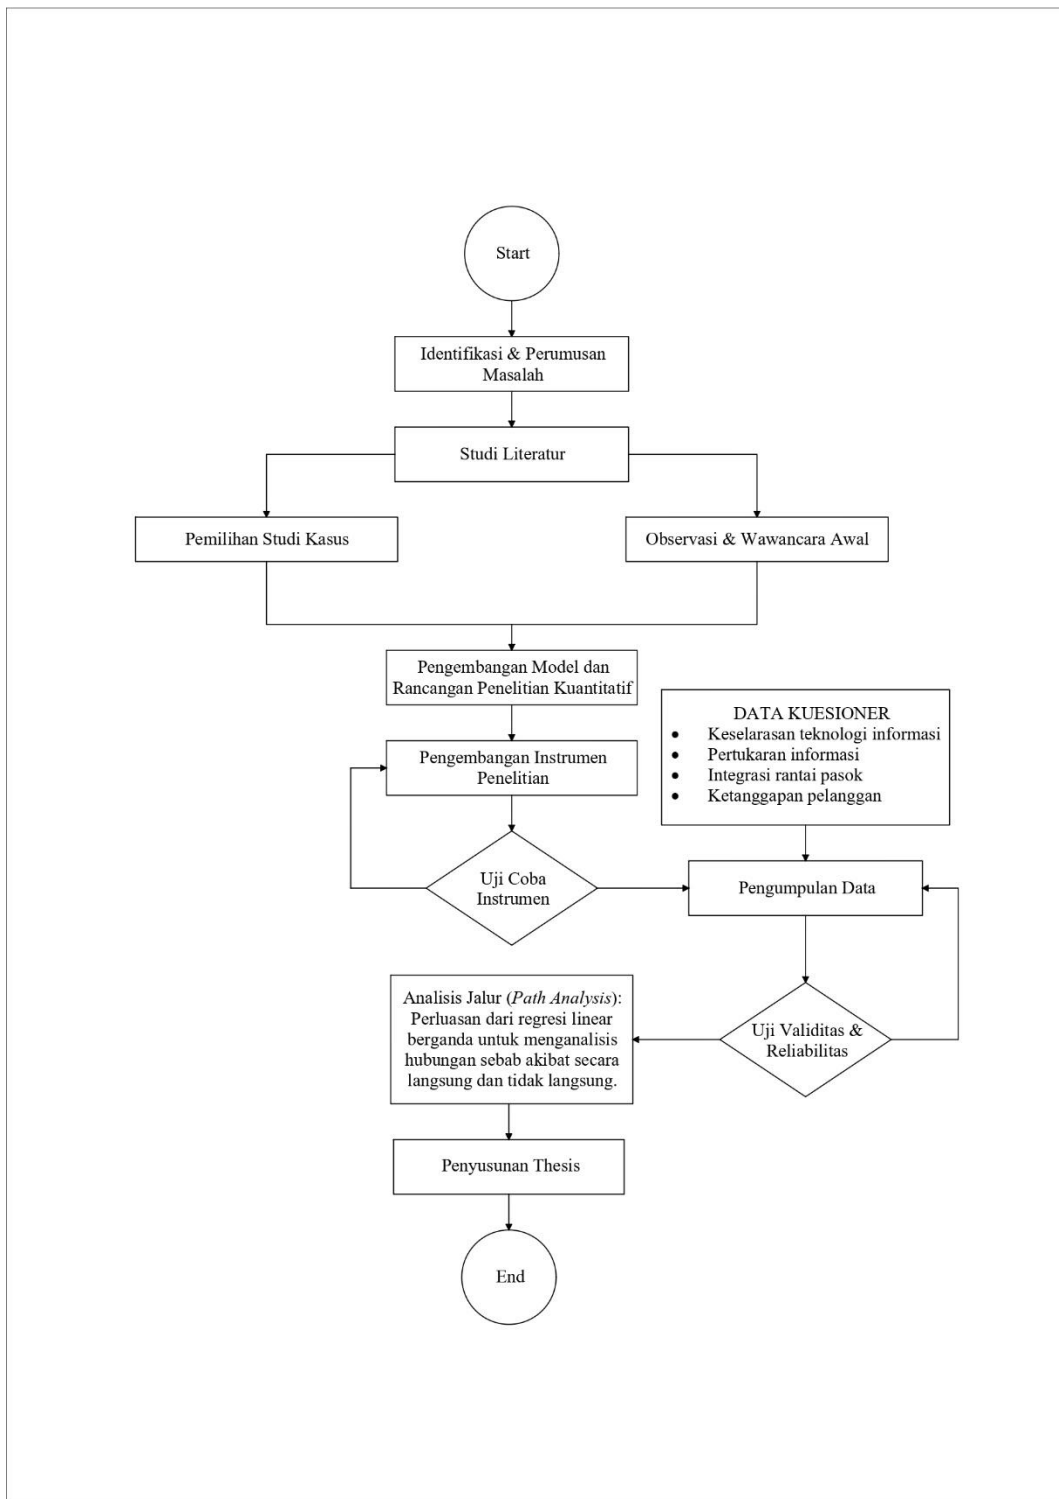 Start
Identifikasi & Perumusan
Masalah
Studi Literatur
Pemilihan Studi Kasus
Observasi & Wawancara Awal
Pengembangan Model dan
Rancangan Penelitian Kuantitatif
DATA KUESIONER
• Keselarasan teknologi informasi
• Pertukaran informasi
• Integrasi rantai pasok
• Ketanggapan pelanggan
Pengembangan Instrumen
Penelitian
Uji Coba
Instrumen
Pengumpulan Data
Uji Validitas &
Reliabilitas
Analisis Jalur (Path Analysis):
Perluasan dari regresi linear
berganda untuk menganalisis
hubungan sebab akibat secara
langsung dan tidak langsung.
Penyusunan Thesis
End